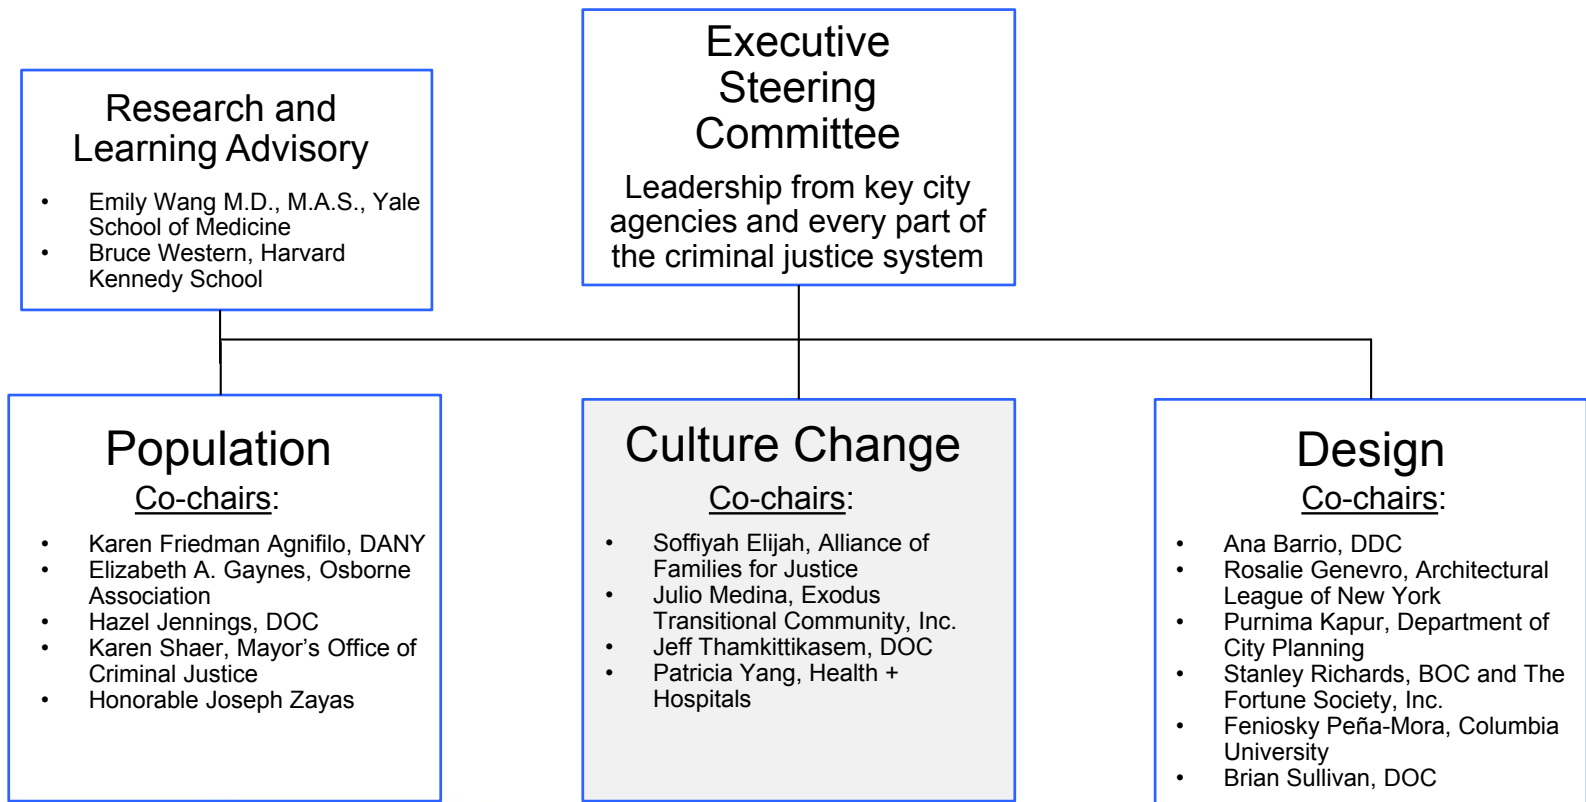 Research and
Learning Advisory
• Emily Wang M.D., M.A.S., Yale
School of Medicine
• Bruce Western, Harvard
Kennedy School
Executive
Steering
Committee
Leadership from key city
agencies and every part of
the criminal justice system
Population
Co-chairs:
• Karen Friedman Agnifilo, DANY
• Elizabeth A. Gaynes, Osborne
Association
• Hazel Jennings, DOC
• Karen Shaer, Mayor’s Office of
Criminal Justice
• Honorable Joseph Zayas
Culture Change
Co-chairs:
• Soffiyah Elijah, Alliance of
Families for Justice
• Julio Medina, Exodus
Transitional Community, Inc.
• Jeff Thamkittikasem, DOC
• Patricia Yang, Health +
Hospitals
Design
Co-chairs:
• Ana Barrio, DDC
• Rosalie Genevro, Architectural
League of New York
• Purnima Kapur, Department of
City Planning
• Stanley Richards, BOC and The
Fortune Society, Inc.
• Feniosky Peña-Mora, Columbia
University
• Brian Sullivan, DOC